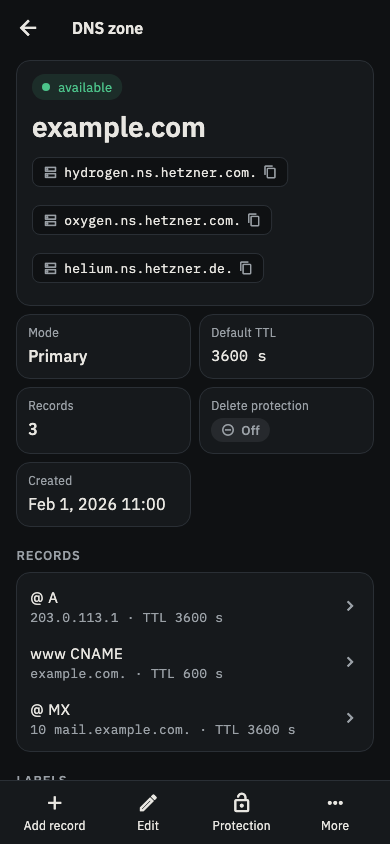 DNS zone
available
example.com
hydrogen.ns.hetzner.com.
oxygen.ns.hetzner.com.
helium.ns.hetzner.de.
Mode
Primary
Default TTL
3600 s
Records
3
Delete protection
Off
Created
Feb 1, 2026 11:00
RECORDS
@ A
203.0.113.1 · TTL 3600 s
www CNAME
example.com. · TTL 600 s
@ MX
10 mail.example.com. · TTL 3600 s
LABELS
Add record
Edit
Protection
More